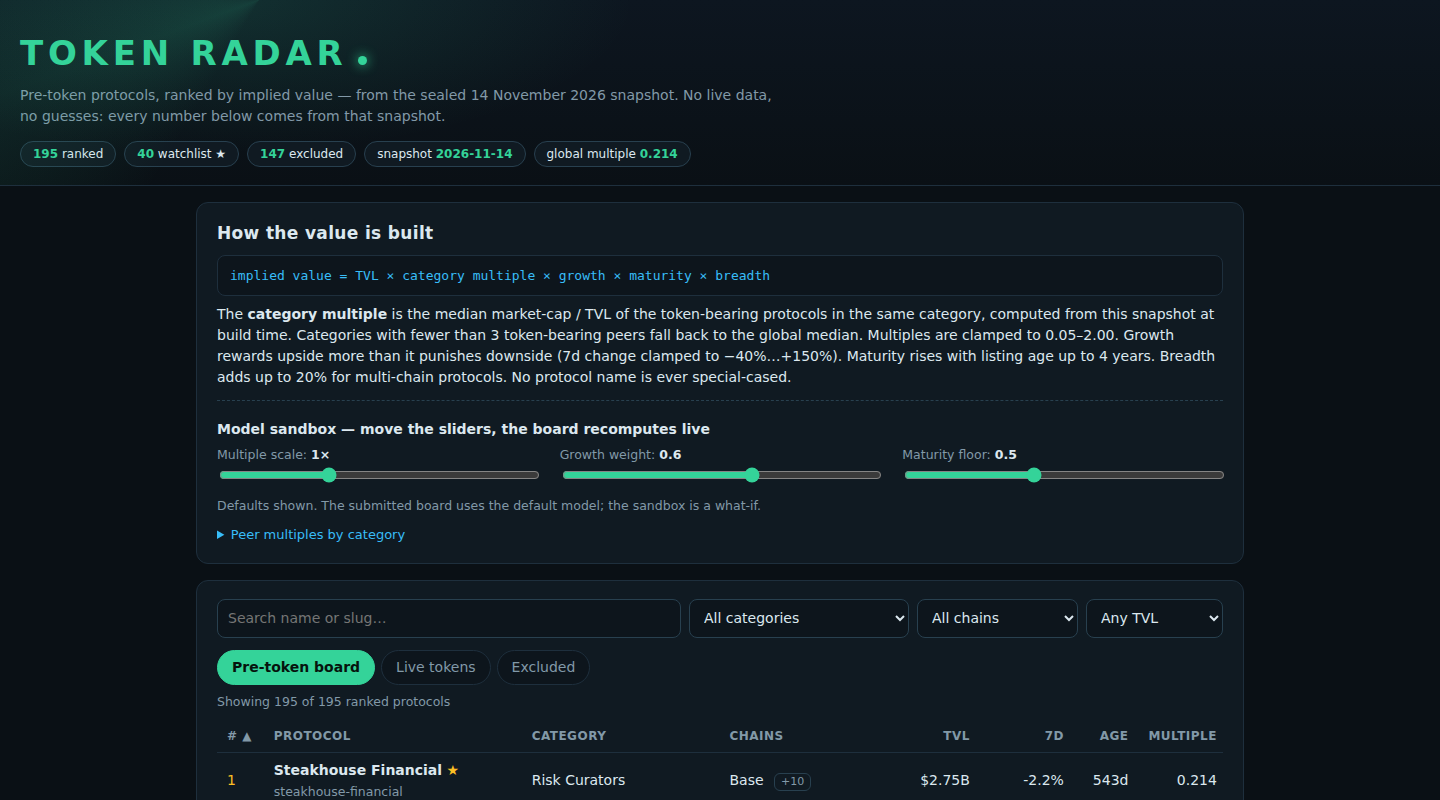 TOKEN RADAR
Pre-token protocols, ranked by implied value — from the sealed 14 November 2026 snapshot. No live data,
no guesses: every number below comes from that snapshot.
195 ranked 40 watchlist ★ 147 excluded snapshot 2026-11-14 global multiple 0.214
How the value is built
implied value = TVL × category multiple × growth × maturity × breadth
The category multiple is the median market-cap / TVL of the token-bearing protocols in the same category, computed from this snapshot at
build time. Categories with fewer than 3 token-bearing peers fall back to the global median. Multiples are clamped to 0.05–2.00. Growth
rewards upside more than it punishes downside (7d change clamped to −40%…+150%). Maturity rises with listing age up to 4 years. Breadth
adds up to 20% for multi-chain protocols. No protocol name is ever special-cased.
Model sandbox — move the sliders, the board recomputes live
Multiple scale: 1× Growth weight: 0.6 Maturity floor: 0.5
Defaults shown. The submitted board uses the default model; the sandbox is a what-if.
▶ Peer multiples by category
Search name or slug… All categories All chains Any TVL
Pre-token board Live tokens Excluded
Showing 195 of 195 ranked protocols
# ▲ PROTOCOL CATEGORY CHAINS TVL 7D AGE MULTIPLE
1 Steakhouse Financial ★ Risk Curators Base +10 $2.75B -2.2% 543d 0.214
steakhouse-financial